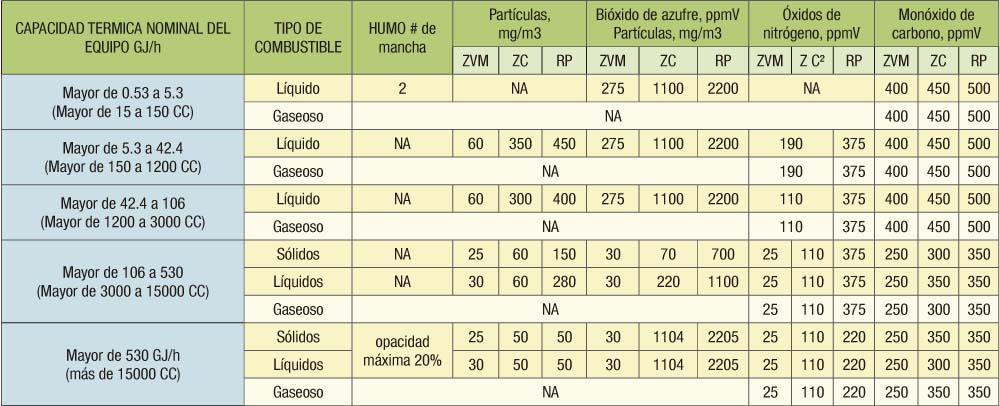 CAPACIDAD TERMICA NOMINAL DEL EQUIPO GJ/h | TIPO DE COMBUSTIBLE | HUMO # de mancha | Partículas, mg/m3 | Bióxido de azufre, ppmV Partículas, mg/m3 | Óxidos de nitrógeno, ppmV | Monóxido de carbono, ppmV
ZVM ZC RP ZVM ZC RP ZVM Z C² RP ZVM ZC RP
Mayor de 0.53 a 5.3
(Mayor de 15 a 150 CC)
Líquido 2 NA 275 1100 2200 NA 400 450 500
Gaseoso NA 400 450 500
Mayor de 5.3 a 42.4
(Mayor de 150 a 1200 CC)
Líquido NA 60 350 450 275 1100 2200 190 375 400 450 500
Gaseoso NA 190 375 400 450 500
Mayor de 42.4 a 106
(Mayor de 1200 a 3000 CC)
Líquido NA 60 300 400 275 1100 2200 110 375 400 450 500
Gaseoso NA 110 375 400 450 500
Mayor de 106 a 530
(Mayor de 3000 a 15000 CC)
Sólidos NA 25 60 150 30 70 700 25 110 375 250 300 350
Líquidos NA 30 60 280 30 220 1100 25 110 375 250 300 350
Gaseoso NA 25 110 375 250 300 350
Mayor de 530 GJ/h
(más de 15000 CC)
opacidad
máxima 20%
Sólidos 25 50 50 30 1104 2205 25 110 220 250 350 350
Líquidos 30 50 50 30 1104 2205 25 110 220 250 350 350
Gaseoso NA 25 110 220 250 350 350